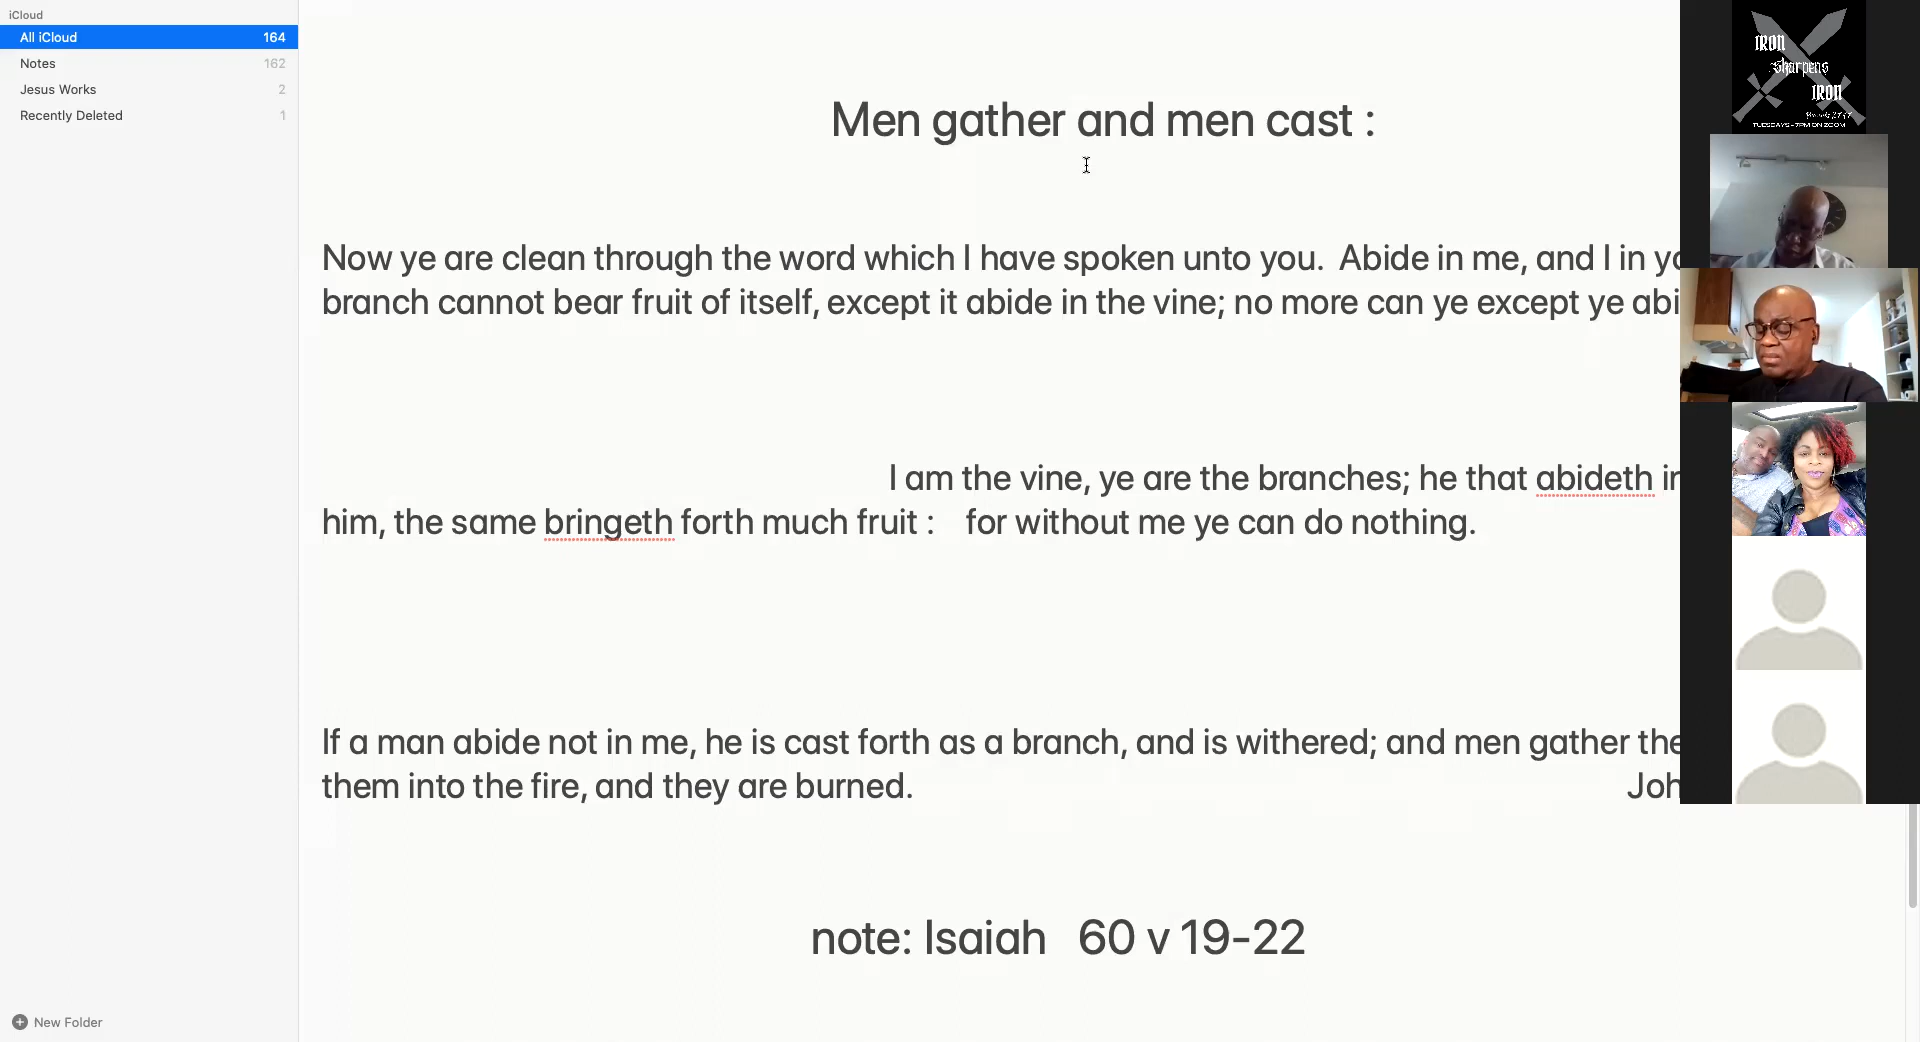 iCloud
All iCloud 164
Notes 162
Jesus Works 2
Recently Deleted 1
Men gather and men cast :
Now ye are clean through the word which I have spoken unto you. Abide in me, and I in
branch cannot bear fruit of itself, except it abide in the vine; no more can ye except ye
I am the vine, ye are the branches; he that abideth
him, the same bringeth forth much fruit : for without me ye can do nothing.
If a man abide not in me, he is cast forth as a branch, and is withered; and men gather
them into the fire, and they are burned.
note: Isaiah 60 v 19-22
New Folder
IRON
Sharpens
IRON
TUESDAYS - 7PM ON ZOOM